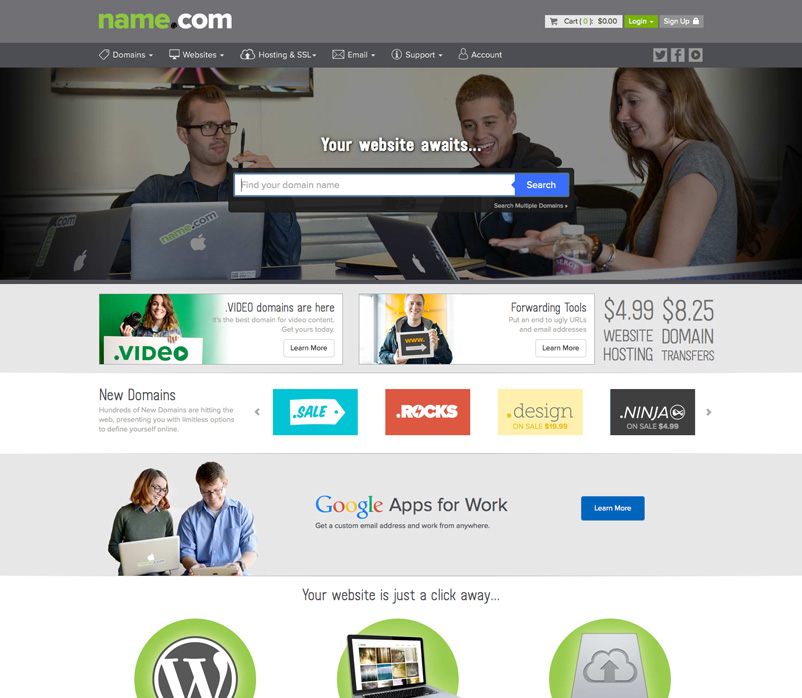 name.com
Cart ( 0 ): $0.00
Login
Sign Up
Domains
Websites
Hosting & SSL
Email
Support
Account
Your website awaits...
Find your domain name
Search
Search Multiple Domains »
name.com
name.com
.VIDEO domains are here
It's the best domain for video content.
Get yours today.
Learn More
.VIDEO
Forwarding Tools
Put an end to ugly URLs
and email addresses
Learn More
www.
$4.99
WEBSITE
HOSTING
$8.25
DOMAIN
TRANSFERS
New Domains
Hundreds of New Domains are hitting the
web, presenting you with limitless options
to define yourself online.
.SALE
.ROCKS
.design
ON SALE $19.99
.NINJA
ON SALE $4.99
Google Apps for Work
Get a custom email address and work from anywhere.
Learn More
Your website is just a click away...